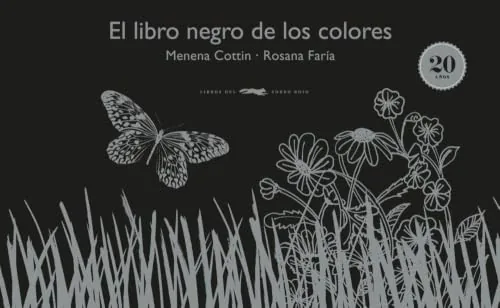 El libro negro de los colores
Menena Cottin · Rosana Faría
LIBROS DEL ZORRO ROJO
20
AÑOS